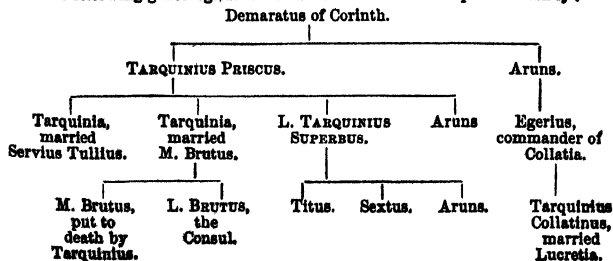 Demaratus of Corinth.
TARQUINIUS PRISCUS. Aruns.
Tarquinia, Tarquinia, L. TARQUINIUS Aruns Egerius,
married married SUPERBUS. commander of
Servius Tullius. M. Brutus. Collatia.
M. Brutus, L. BRUTUS, Titus. Sextus. Aruns. Tarquinius
put to the Collatinus,
death by Consul. married
Tarquinius. Lucretia.